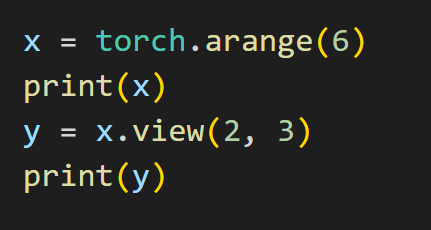 x = torch.arange(6)
print(x)
y = x.view(2, 3)
print(y)